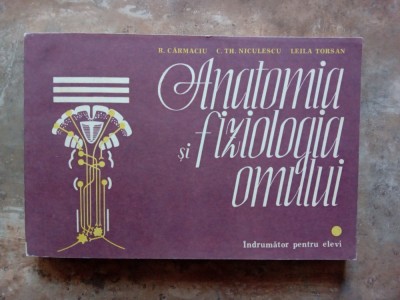 R. CÂRMACIU   C. TH. NICULESCU   LEILA TORSAN
Anatomia
și fiziologia
omului
Îndrumător pentru elevi